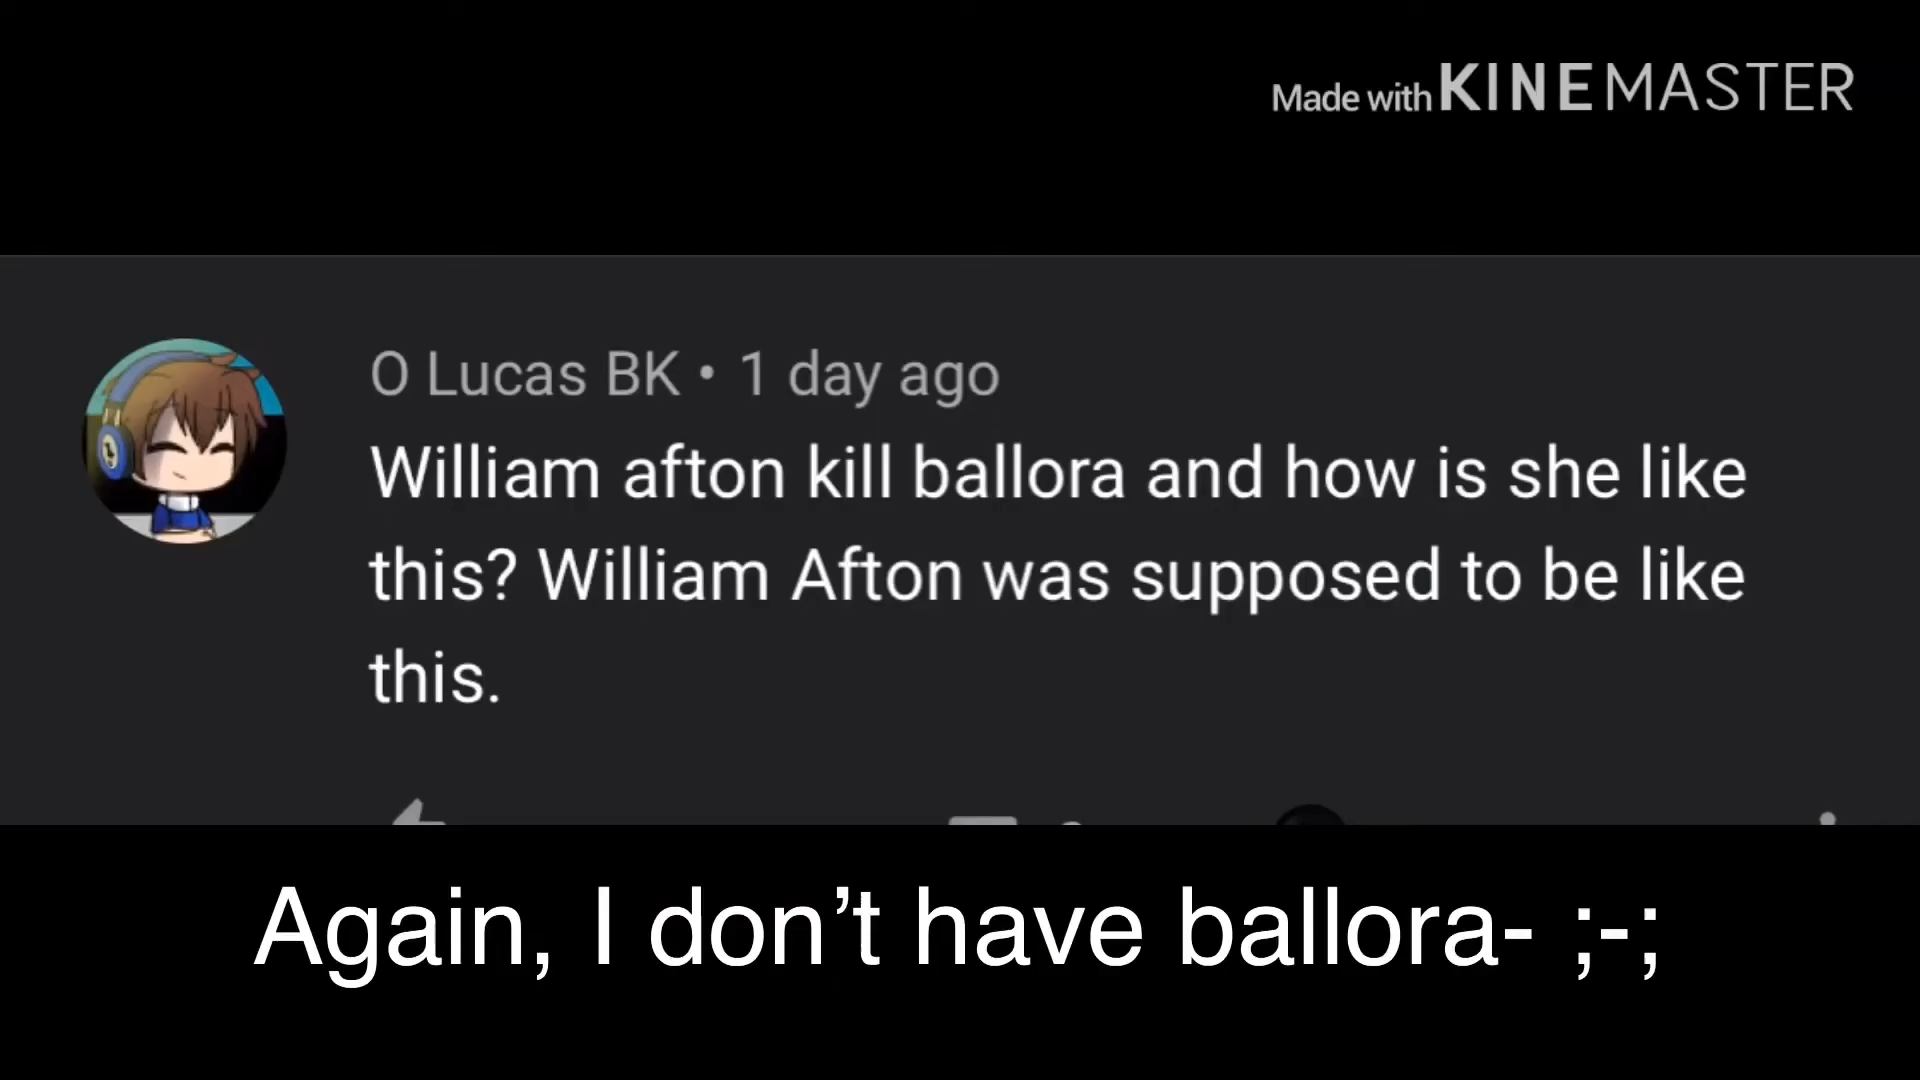 Made with KINEMASTER
O Lucas BK • 1 day ago
William afton kill ballora and how is she like
this? William Afton was supposed to be like
this.
Again, I don’t have ballora- ;-;